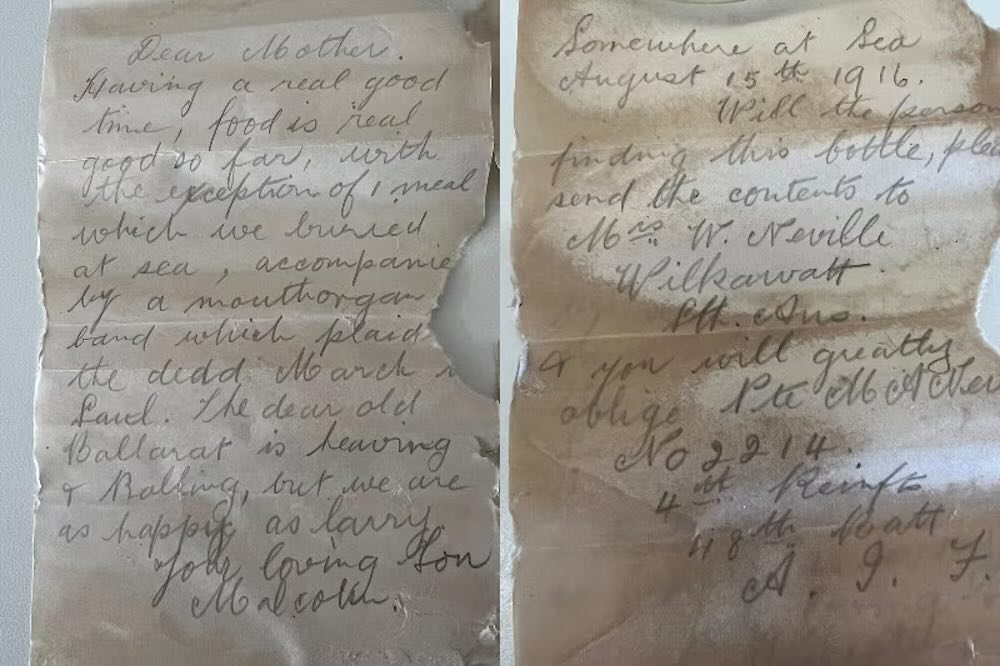 Dear Mother.
Having a real good
time, food is real
good so far, with
the exception of 1 meal
which we buried
at sea, accompanie
by a mouthorgan
band which plaid
the dedd March
Saul. The dear old
Ballarat is heaving
& Rolling, but we are
as happy as larry.
Your loving Son
Malcolm.
Somewhere at Sea
August 15th 1916.
Will the person
finding this bottle, plea
send the contents to
Mrs W. Neville
Wilkawatt
Sth. Aus.
& you will greatly
oblige Pte M A Nev
No 2214
4th Reinfts
48th Batt
A. I. F.